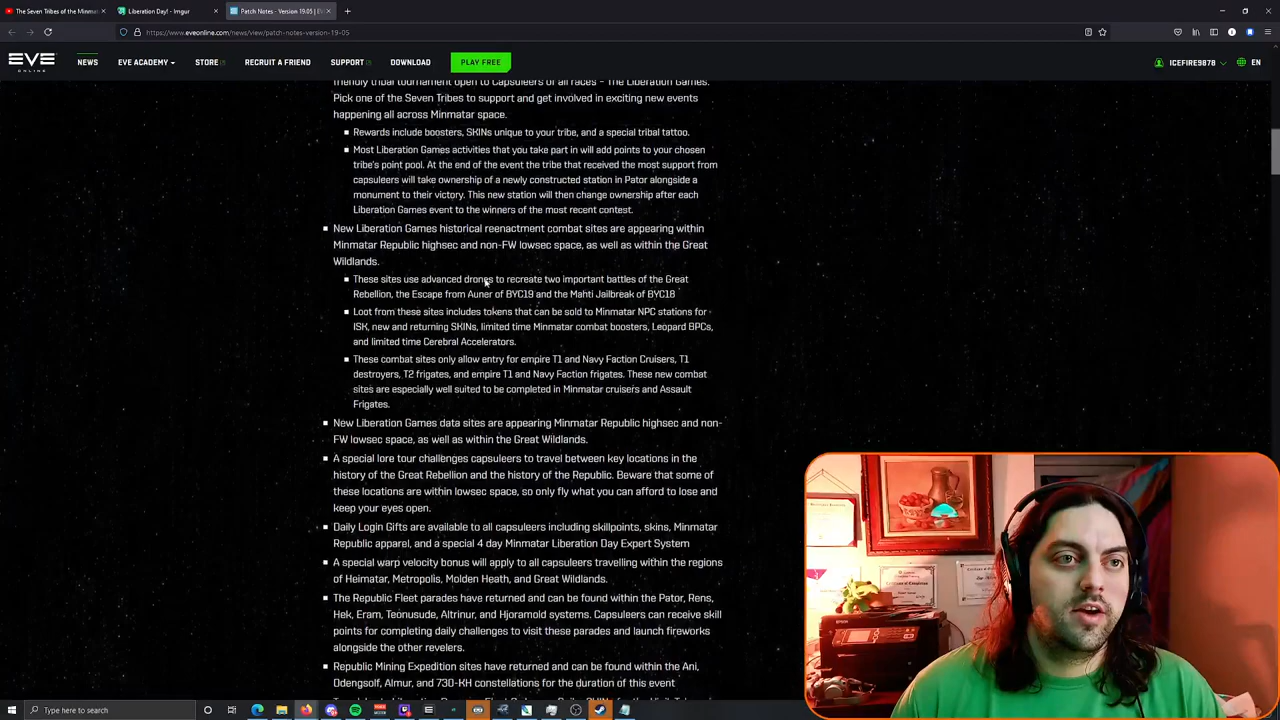 The Seven Tribes of the Minmat
Liberation Day! - Imgur
Patch Notes - Version 19.05 | EV
https://www.eveonline.com/news/view/patch-notes-version-19-05
EVE
ONLINE
NEWS
EVE ACADEMY
STORE
RECRUIT A FRIEND
SUPPORT
DOWNLOAD
PLAY FREE
ICEFIRE9878
EN
friendly tribal tournament open to Capsuleers of all races – The Liberation Games.
Pick one of the Seven Tribes to support and get involved in exciting new events
happening all across Minmatar space.
Rewards include boosters, SKINs unique to your tribe, and a special tribal tattoo.
Most Liberation Games activities that you take part in will add points to your chosen
tribe's point pool. At the end of the event the tribe that received the most support from
capsuleers will take ownership of a newly constructed station in Pator alongside a
monument to their victory. This new station will then change ownership after each
Liberation Games event to the winners of the most recent contest.
New Liberation Games historical reenactment combat sites are appearing within
Minmatar Republic highsec and non-FW lowsec space, as well as within the Great
Wildlands.
These sites use advanced drones to recreate two important battles of the Great
Rebellion, the Escape from Auner of BYC19 and the Mahti Jailbreak of BYC18
Loot from these sites includes tokens that can be sold to Minmatar NPC stations for
ISK, new and returning SKINs, limited time Minmatar combat boosters, Leopard BPCs,
and limited time Cerebral Accelerators.
These combat sites only allow entry for empire T1 and Navy Faction Cruisers, T1
destroyers, T2 frigates, and empire T1 and Navy Faction frigates. These new combat
sites are especially well suited to be completed in Minmatar cruisers and Assault
Frigates.
New Liberation Games data sites are appearing Minmatar Republic highsec and non-
FW lowsec space, as well as within the Great Wildlands.
A special lore tour challenges capsuleers to travel between key locations in the
history of the Great Rebellion and the history of the Republic. Beware that some of
these locations are within lowsec space, so only fly what you can afford to lose and
keep your eyes open.
Daily Login Gifts are available to all capsuleers including skillpoints, skins, Minmatar
Republic apparel, and a special 4 day Minmatar Liberation Day Expert System
A special warp velocity bonus will apply to all capsuleers travelling within the regions
of Heimatar, Metropolis, Molden Heath, and Great Wildlands.
The Republic Fleet parades have returned and can be found within the Pator, Rens,
Hek, Eram, Teonusude, Altrinur, and Hjoramold systems. Capsuleers can receive skill
points for completing daily challenges to visit these parades and launch fireworks
alongside the other revelers.
Republic Mining Expedition sites have returned and can be found within the Ani,
Odengsolf, Almur, and 730-KH constellations for the duration of this event
Type here to search